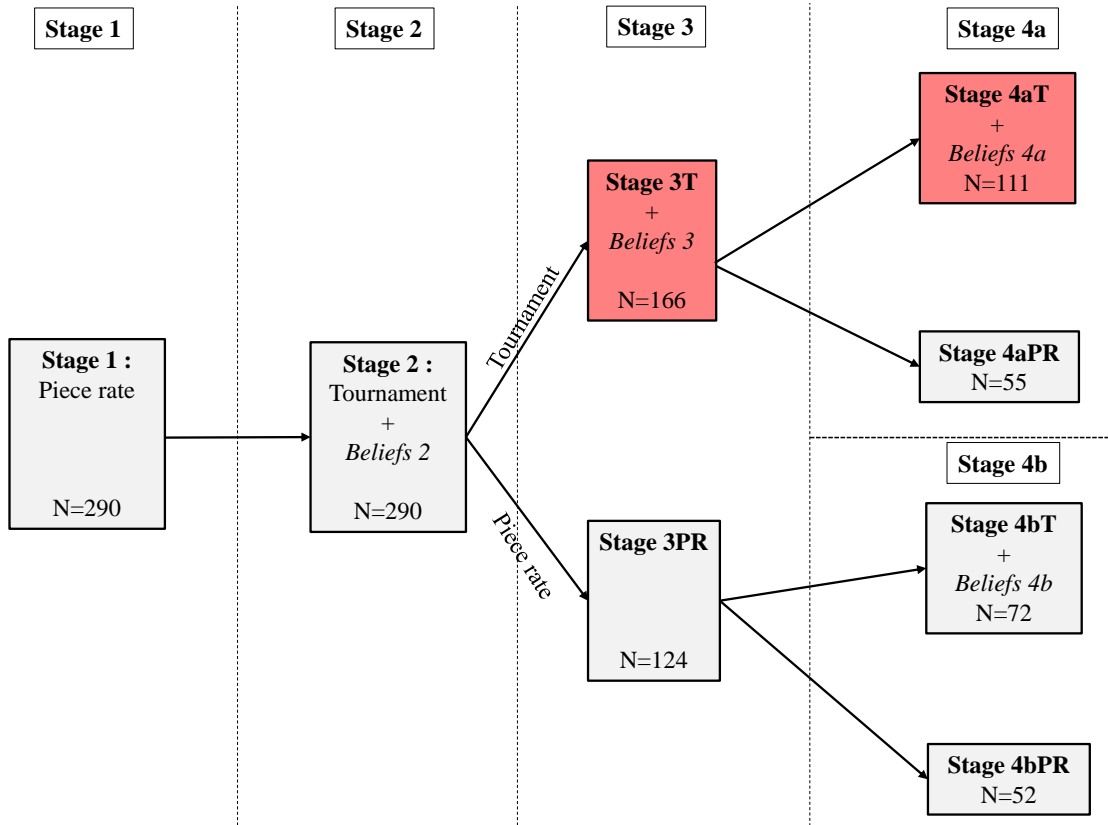 Stage 1
Stage 2
Stage 3
Stage 4a
Stage 1 :
Piece rate
N=290
Stage 2 :
Tournament
+
Beliefs 2
N=290
Tournament
Piece rate
Stage 3T
+
Beliefs 3
N=166
Stage 3PR
N=124
Stage 4aT
+
Beliefs 4a
N=111
Stage 4aPR
N=55
Stage 4b
Stage 4bT
+
Beliefs 4b
N=72
Stage 4bPR
N=52